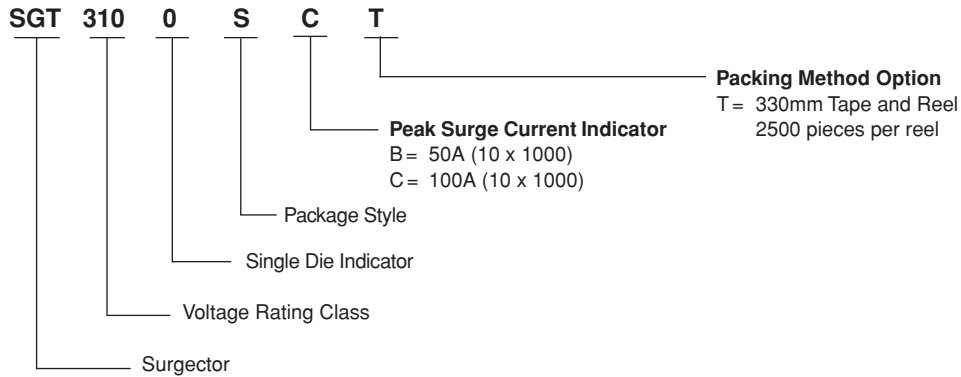 SGT 310 0 S C T
Packing Method Option
T = 330mm Tape and Reel
2500 pieces per reel
Peak Surge Current Indicator
B = 50A (10 x 1000)
C = 100A (10 x 1000)
Package Style
Single Die Indicator
Voltage Rating Class
Surgector